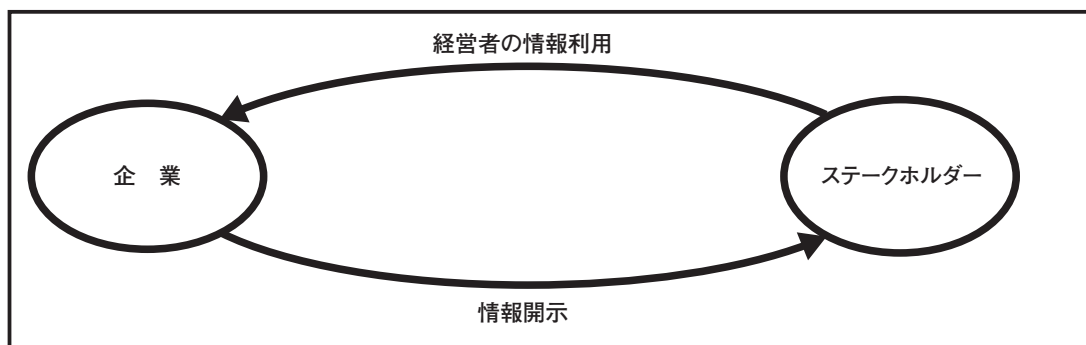 経営者の情報利用
企　業
ステークホルダー
情報開示